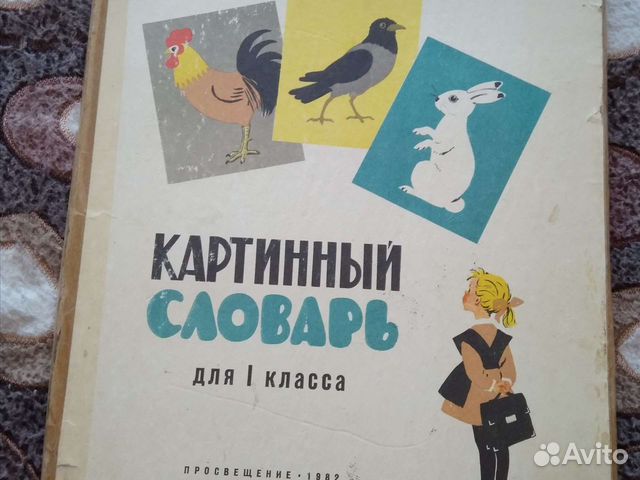 КАРТИННЫЙ
СЛОВАРЬ
ДЛЯ I КЛАССА
ПРОСВЕЩЕНИЕ • 1982
Avito